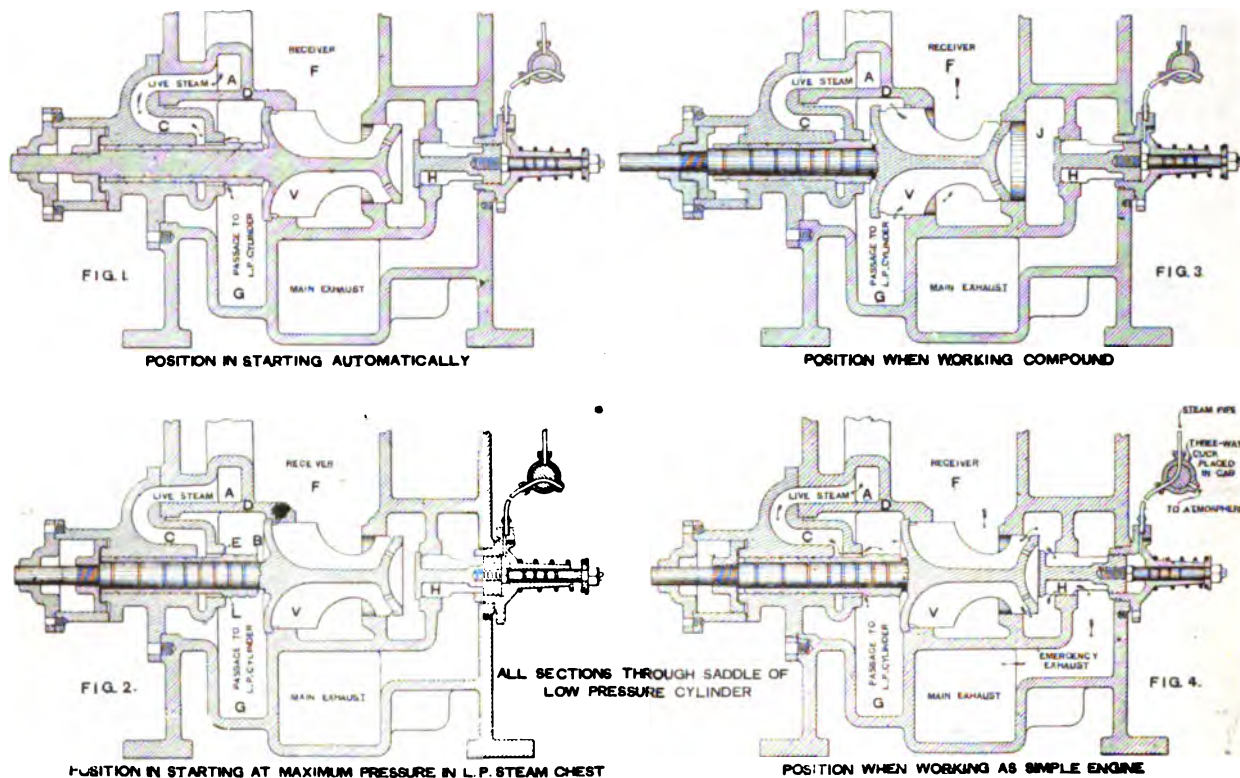 RECEIVER
F
LIVE STEAM
A
D
C
V
H
PASSAGE TO
L.P. CYLINDER
G
MAIN EXHAUST
FIG. 1.
POSITION IN STARTING AUTOMATICALLY
RECEIVER
F
LIVE STEAM
A
D
C
J
V
H
PASSAGE TO
L.P. CYLINDER
G
MAIN EXHAUST
FIG. 3.
POSITION WHEN WORKING COMPOUND
RECEIVER
F
LIVE STEAM
A
D
C
E
B
V
H
PASSAGE TO
L.P. CYLINDER
G
MAIN EXHAUST
FIG. 2.
POSITION IN STARTING AT MAXIMUM PRESSURE IN L.P. STEAM CHEST
ALL SECTIONS THROUGH SADDLE OF
LOW PRESSURE CYLINDER
STEAM PIPE
THREE-WAY
COCK
PLACED
IN CAB
TO ATMOSPHERE
RECEIVER
F
LIVE STEAM
A
D
C
V
H
PASSAGE TO
L.P. CYLINDER
G
MAIN EXHAUST
EMERGENCY
EXHAUST
FIG. 4.
POSITION WHEN WORKING AS SIMPLE ENGINE